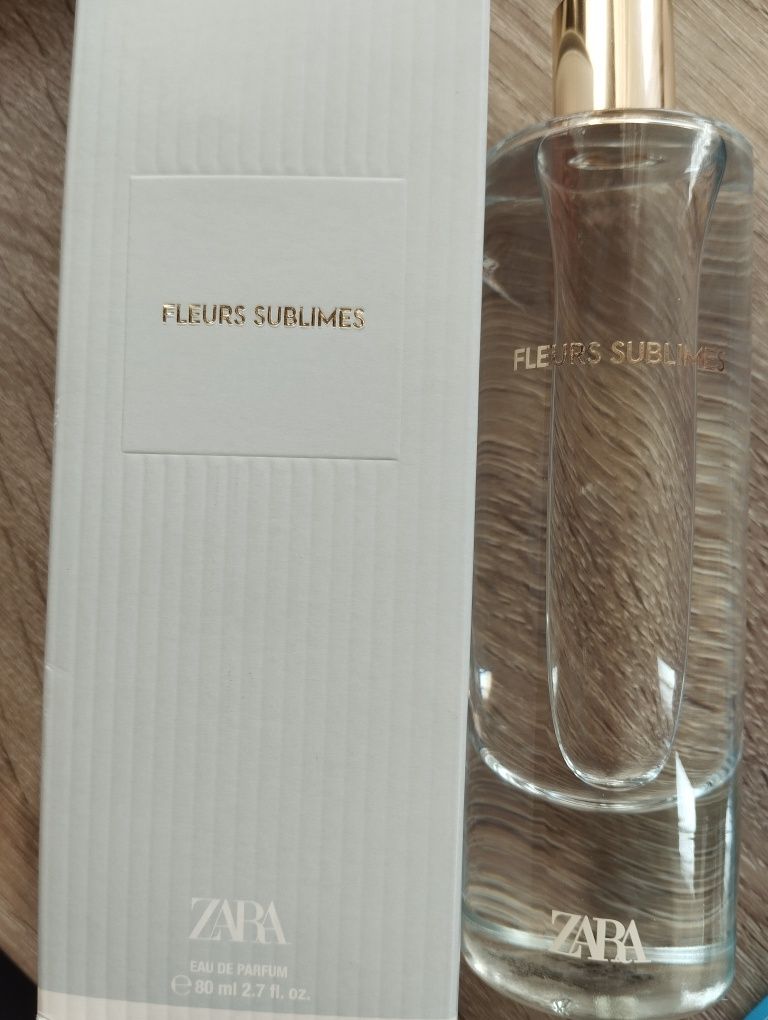 FLEURS SUBLIMES
ZARA
EAU DE PARFUM
℮ 80 ml 2.7 fl. oz.
FLEURS SUBLIMES
ZARA